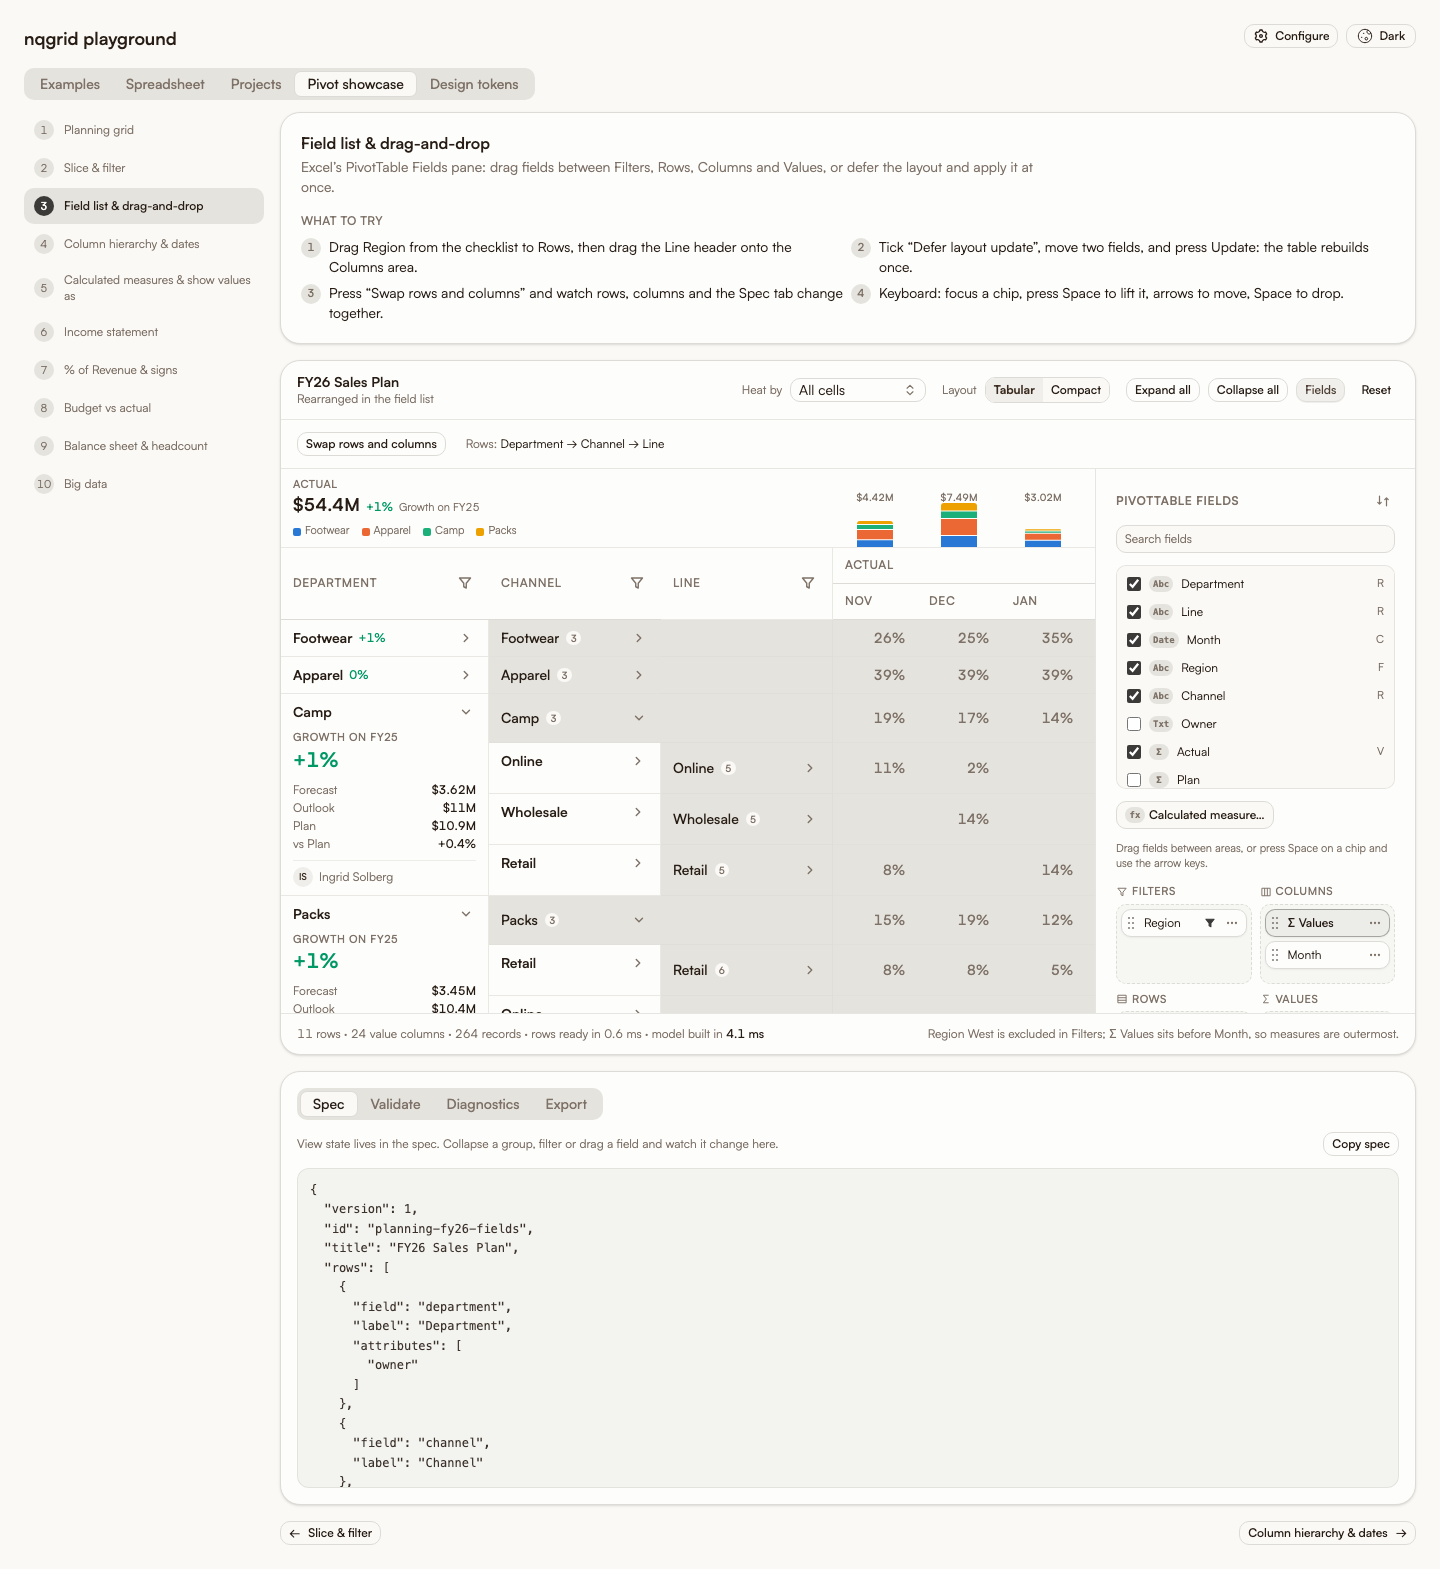 nqgrid playground
Configure
Dark
Examples
Spreadsheet
Projects
Pivot showcase
Design tokens
1 Planning grid
2 Slice & filter
3 Field list & drag-and-drop
4 Column hierarchy & dates
5 Calculated measures & show values
as
6 Income statement
7 % of Revenue & signs
8 Budget vs actual
9 Balance sheet & headcount
10 Big data
Field list & drag-and-drop
Excel’s PivotTable Fields pane: drag fields between Filters, Rows, Columns and Values, or defer the layout and apply it at
once.
WHAT TO TRY
1 Drag Region from the checklist to Rows, then drag the Line header onto the
Columns area.
2 Tick “Defer layout update”, move two fields, and press Update: the table rebuilds
once.
3 Press “Swap rows and columns” and watch rows, columns and the Spec tab change
together.
4 Keyboard: focus a chip, press Space to lift it, arrows to move, Space to drop.
FY26 Sales Plan
Rearranged in the field list
Heat by
All cells
Layout
Tabular
Compact
Expand all
Collapse all
Fields
Reset
Swap rows and columns
Rows: Department → Channel → Line
ACTUAL
$54.4M +1% Growth on FY25
Footwear Apparel Camp Packs
$4.42M $7.49M $3.02M
DEPARTMENT CHANNEL LINE
ACTUAL
NOV DEC JAN
Footwear +1% Footwear 3 26% 25% 35%
Apparel 0% Apparel 3 39% 39% 39%
Camp
GROWTH ON FY25
+1%
Forecast $3.62M
Outlook $11M
Plan $10.9M
vs Plan +0.4%
IS Ingrid Solberg
Camp 3 19% 17% 14%
Online Online 5 11% 2%
Wholesale Wholesale 5 14%
Retail Retail 5 8% 14%
Packs
GROWTH ON FY25
+1%
Forecast $3.45M
Outlook $10.4M
Packs 3 15% 19% 12%
Retail Retail 6 8% 8% 5%
Online
PIVOTTABLE FIELDS
Search fields
Abc Department R
Abc Line R
Date Month C
Abc Region F
Abc Channel R
Txt Owner
Σ Actual V
Σ Plan
fx Calculated measure...
Drag fields between areas, or press Space on a chip and
use the arrow keys.
FILTERS
Region
COLUMNS
Σ Values
Month
ROWS
Σ VALUES
11 rows · 24 value columns · 264 records · rows ready in 0.6 ms · model built in 4.1 ms
Region West is excluded in Filters; Σ Values sits before Month, so measures are outermost.
Spec
Validate
Diagnostics
Export
View state lives in the spec. Collapse a group, filter or drag a field and watch it change here.
Copy spec
{
"version": 1,
"id": "planning-fy26-fields",
"title": "FY26 Sales Plan",
"rows": [
{
"field": "department",
"label": "Department",
"attributes": [
"owner"
]
},
{
"field": "channel",
"label": "Channel"
},
← Slice & filter
Column hierarchy & dates →